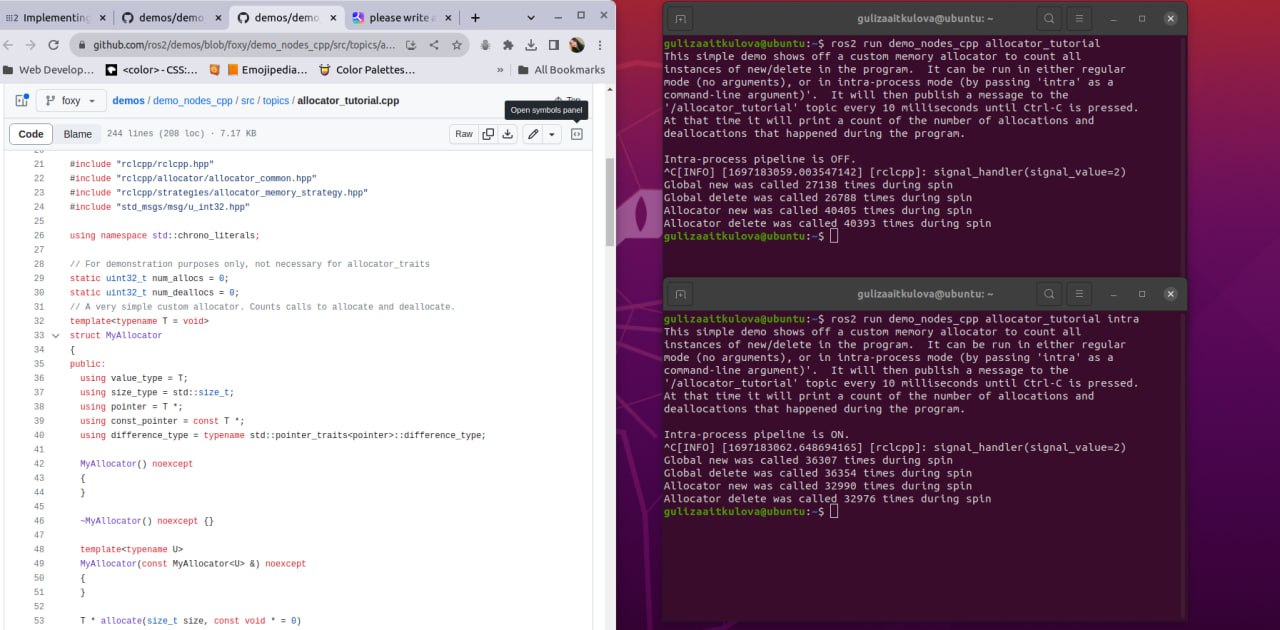 Implementing
demos/demo
demos/demo
please write a
github.com/ros2/demos/blob/foxy/demo_nodes_cpp/src/topics/a...
Web Develop...
<color> - CSS:...
Emojipedia...
Color Palettes...
»
All Bookmarks
foxy
demos / demo_nodes_cpp / src / topics / allocator_tutorial.cpp
Top
Open symbols panel
Code
Blame
244 lines (208 loc) · 7.17 KB
Raw
20
21 #include "rclcpp/rclcpp.hpp"
22 #include "rclcpp/allocator/allocator_common.hpp"
23 #include "rclcpp/strategies/allocator_memory_strategy.hpp"
24 #include "std_msgs/msg/u_int32.hpp"
25
26 using namespace std::chrono_literals;
27
28 // For demonstration purposes only, not necessary for allocator_traits
29 static uint32_t num_allocs = 0;
30 static uint32_t num_deallocs = 0;
31 // A very simple custom allocator. Counts calls to allocate and deallocate.
32 template<typename T = void>
33 struct MyAllocator
34 {
35 public:
36 using value_type = T;
37 using size_type = std::size_t;
38 using pointer = T *;
39 using const_pointer = const T *;
40 using difference_type = typename std::pointer_traits<pointer>::difference_type;
41
42 MyAllocator() noexcept
43 {
44 }
45
46 ~MyAllocator() noexcept {}
47
48 template<typename U>
49 MyAllocator(const MyAllocator<U> &) noexcept
50 {
51 }
52
53 T * allocate(size_t size, const void * = 0)
gulizaaitkulova@ubuntu: ~
gulizaaitkulova@ubuntu:~$ ros2 run demo_nodes_cpp allocator_tutorial
This simple demo shows off a custom memory allocator to count all
instances of new/delete in the program.  It can be run in either regular
mode (no arguments), or in intra-process mode (by passing 'intra' as a
command-line argument)'.  It will then publish a message to the
'/allocator_tutorial' topic every 10 milliseconds until Ctrl-C is pressed.
At that time it will print a count of the number of allocations and
deallocations that happened during the program.
Intra-process pipeline is OFF.
^C[INFO] [1697183059.003547142] [rclcpp]: signal_handler(signal_value=2)
Global new was called 27138 times during spin
Global delete was called 26788 times during spin
Allocator new was called 40405 times during spin
Allocator delete was called 40393 times during spin
gulizaaitkulova@ubuntu:~$
gulizaaitkulova@ubuntu: ~
gulizaaitkulova@ubuntu:~$ ros2 run demo_nodes_cpp allocator_tutorial intra
This simple demo shows off a custom memory allocator to count all
instances of new/delete in the program.  It can be run in either regular
mode (no arguments), or in intra-process mode (by passing 'intra' as a
command-line argument)'.  It will then publish a message to the
'/allocator_tutorial' topic every 10 milliseconds until Ctrl-C is pressed.
At that time it will print a count of the number of allocations and
deallocations that happened during the program.
Intra-process pipeline is ON.
^C[INFO] [1697183062.648694165] [rclcpp]: signal_handler(signal_value=2)
Global new was called 36307 times during spin
Global delete was called 36354 times during spin
Allocator new was called 32990 times during spin
Allocator delete was called 32976 times during spin
gulizaaitkulova@ubuntu:~$